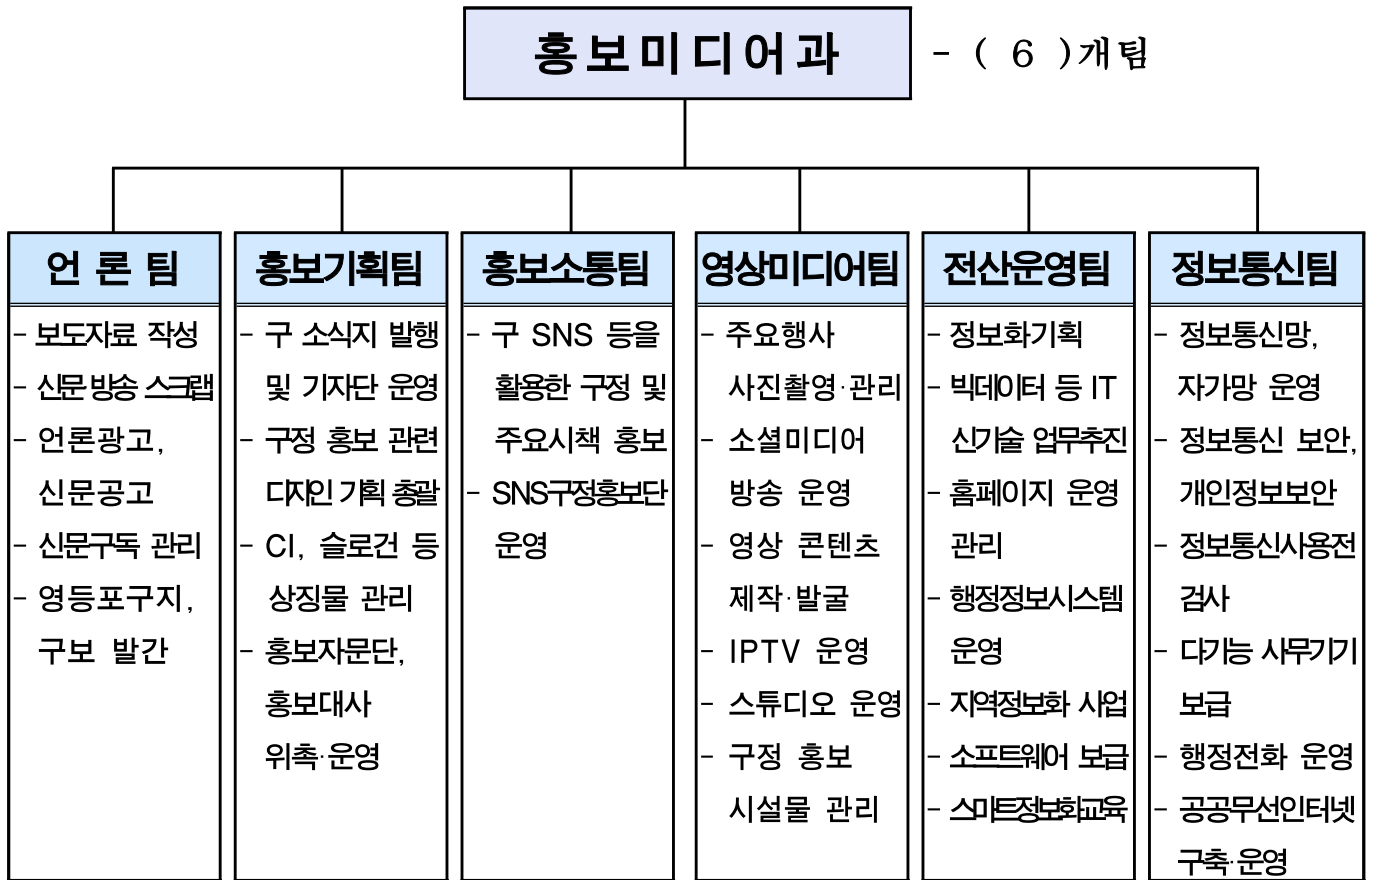 홍보미디어과
- ( 6 )개팀
언 론 팀
- 보도자료 작성
- 신문 방송 스크랩
- 언론광고,
신문공고
- 신문구독 관리
- 영등포구지,
구보 발간
홍보기획팀
- 구 소식지 발행
및 기자단 운영
- 구정 홍보 관련
디자인 기획 총괄
- CI, 슬로건 등
상징물 관리
- 홍보자문단,
홍보대사
위촉·운영
홍보소통팀
- 구 SNS 등을
활용한 구정 및
주요시책 홍보
- SNS구정홍보단
운영
영상미디어팀
- 주요행사
사진촬영·관리
- 소셜미디어
방송 운영
- 영상 콘텐츠
제작·발굴
- IPTV 운영
- 스튜디오 운영
- 구정 홍보
시설물 관리
전산운영팀
- 정보화기획
- 빅데이터 등 IT
신기술 업무추진
- 홈페이지 운영
관리
- 행정정보시스템
운영
- 지역정보화 사업
- 소프트웨어 보급
- 스마트정보화교육
정보통신팀
- 정보통신망,
자가망 운영
- 정보통신 보안,
개인정보보안
- 정보통신사용전
검사
- 다기능 사무기기
보급
- 행정전화 운영
- 공공무선인터넷
구축·운영